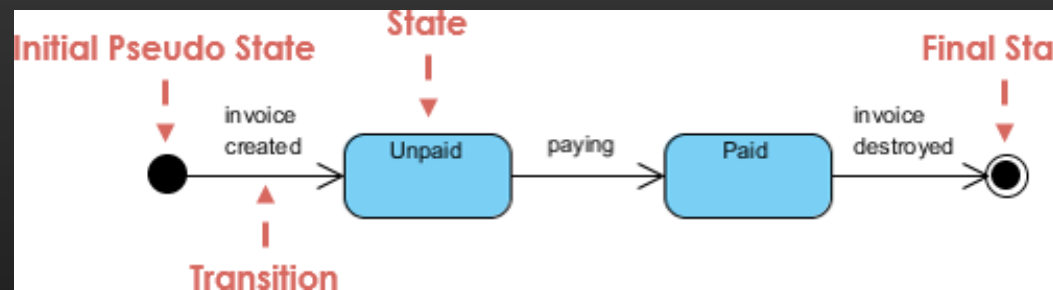 State
Initial Pseudo State
Final Sta
invoice
created
Unpaid
paying
Paid
invoice
destroyed
Transition